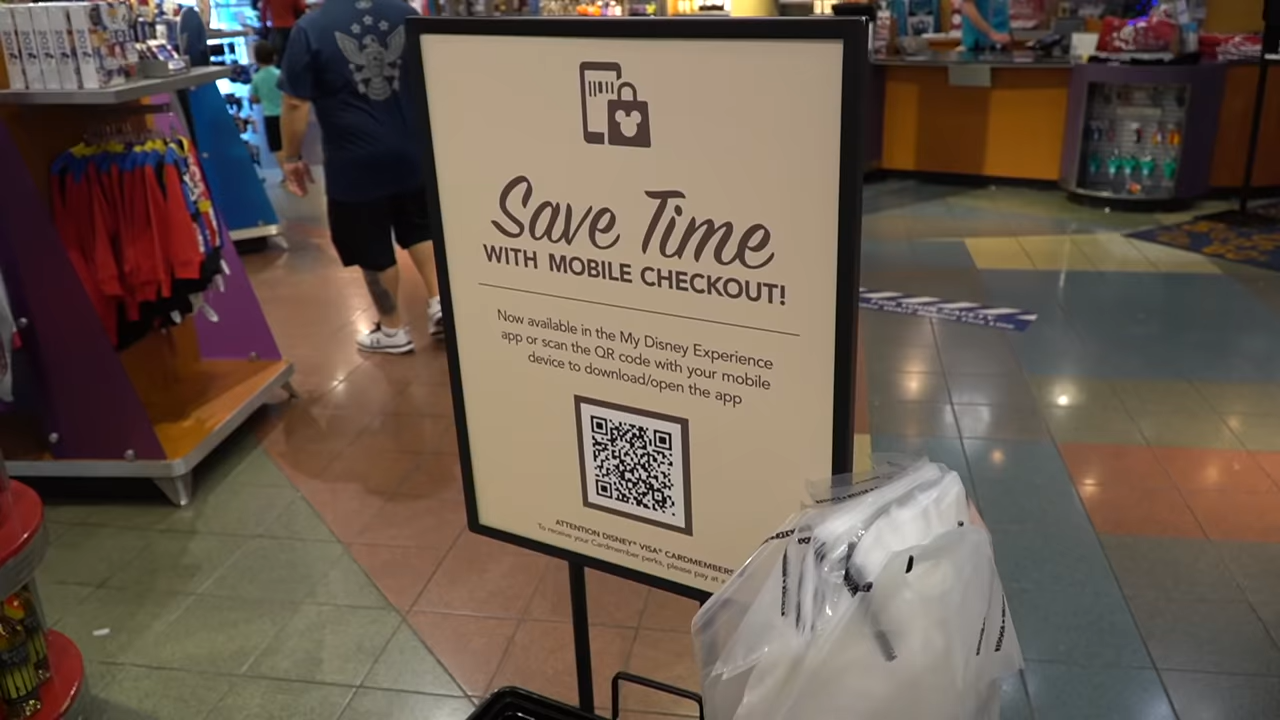 Save Time
WITH MOBILE CHECKOUT!
Now available in the My Disney Experience
app or scan the QR code with your mobile
device to download/open the app
ATTENTION DISNEY® VISA® CARDMEMBERS
To receive your Cardmember perks, please pay at a